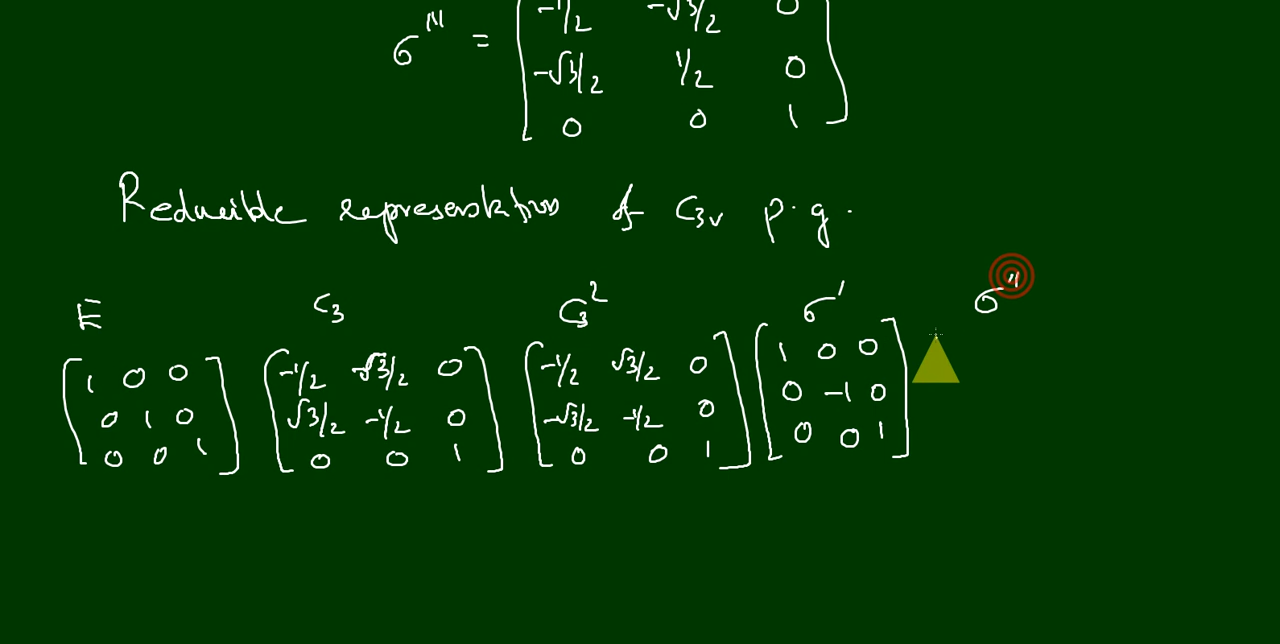 -1/2 -√3/2 0
σ''' =
-√3/2 1/2 0
0 0 1
Reducible representation of C3v p.g.
E C3 C3² σ' σ''
1 0 0 -1/2 -√3/2 0 -1/2 √3/2 0 1 0 0
0 1 0 √3/2 -1/2 0 -√3/2 -1/2 0 0 -1 0
0 0 1 0 0 1 0 0 1 0 0 1